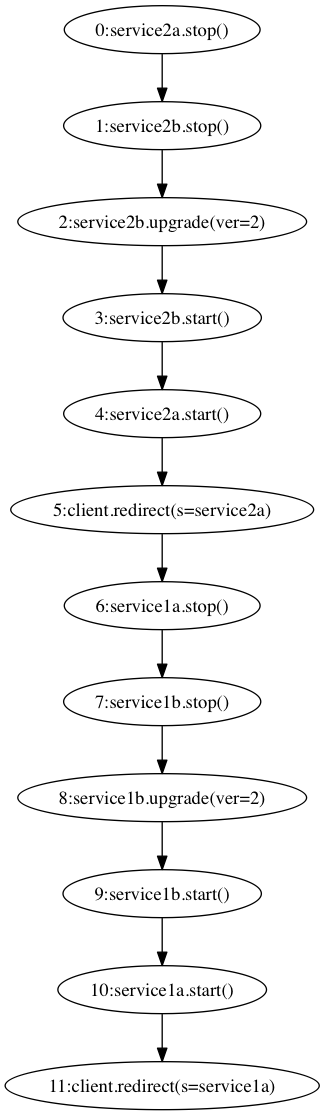 0:service2a.stop()
1:service2b.stop()
2:service2b.upgrade(ver=2)
3:service2b.start()
4:service2a.start()
5:client.redirect(s=service2a)
6:service1a.stop()
7:service1b.stop()
8:service1b.upgrade(ver=2)
9:service1b.start()
10:service1a.start()
11:client.redirect(s=service1a)